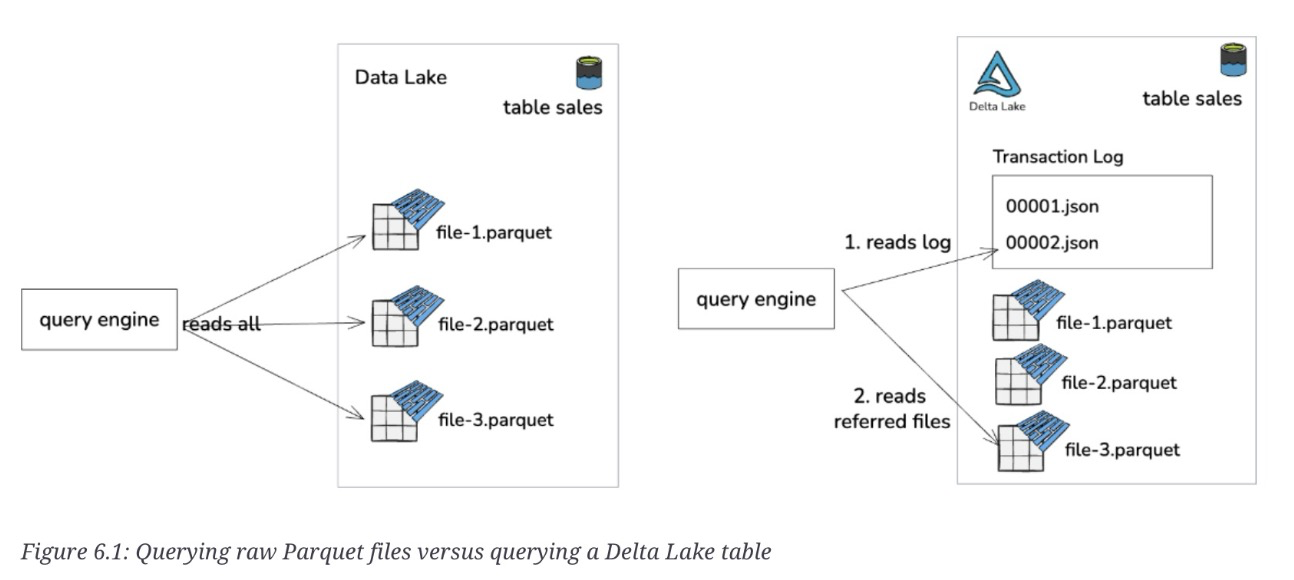 Data Lake
table sales
file-1.parquet
query engine
reads all
file-2.parquet
file-3.parquet
Delta Lake
table sales
Transaction Log
00001.json
1. reads log
00002.json
query engine
file-1.parquet
file-2.parquet
2. reads
referred files
file-3.parquet
Figure 6.1: Querying raw Parquet files versus querying a Delta Lake table